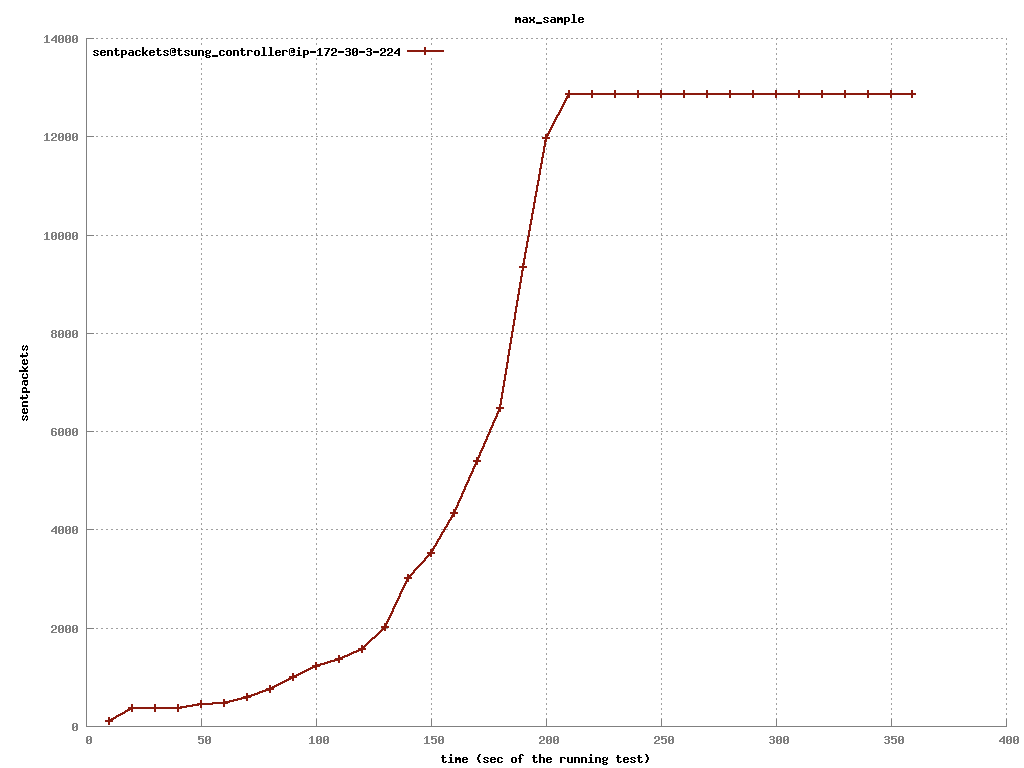 max_sample
sentpackets@tsung_controller@ip-172-30-3-224
14000
12000
10000
8000
6000
4000
2000
0
sentpackets
0 50 100 150 200 250 300 350 400
time (sec of the running test)